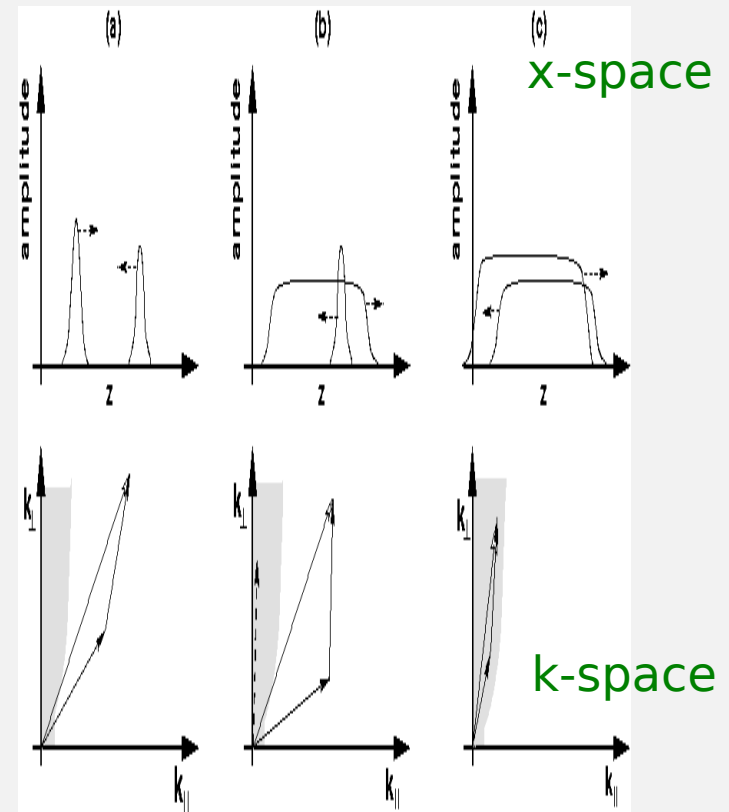 (a) (b) (c)
x-space
amplitude amplitude amplitude
z z z
k⊥ k⊥ k⊥
k-space
k|| k|| k||